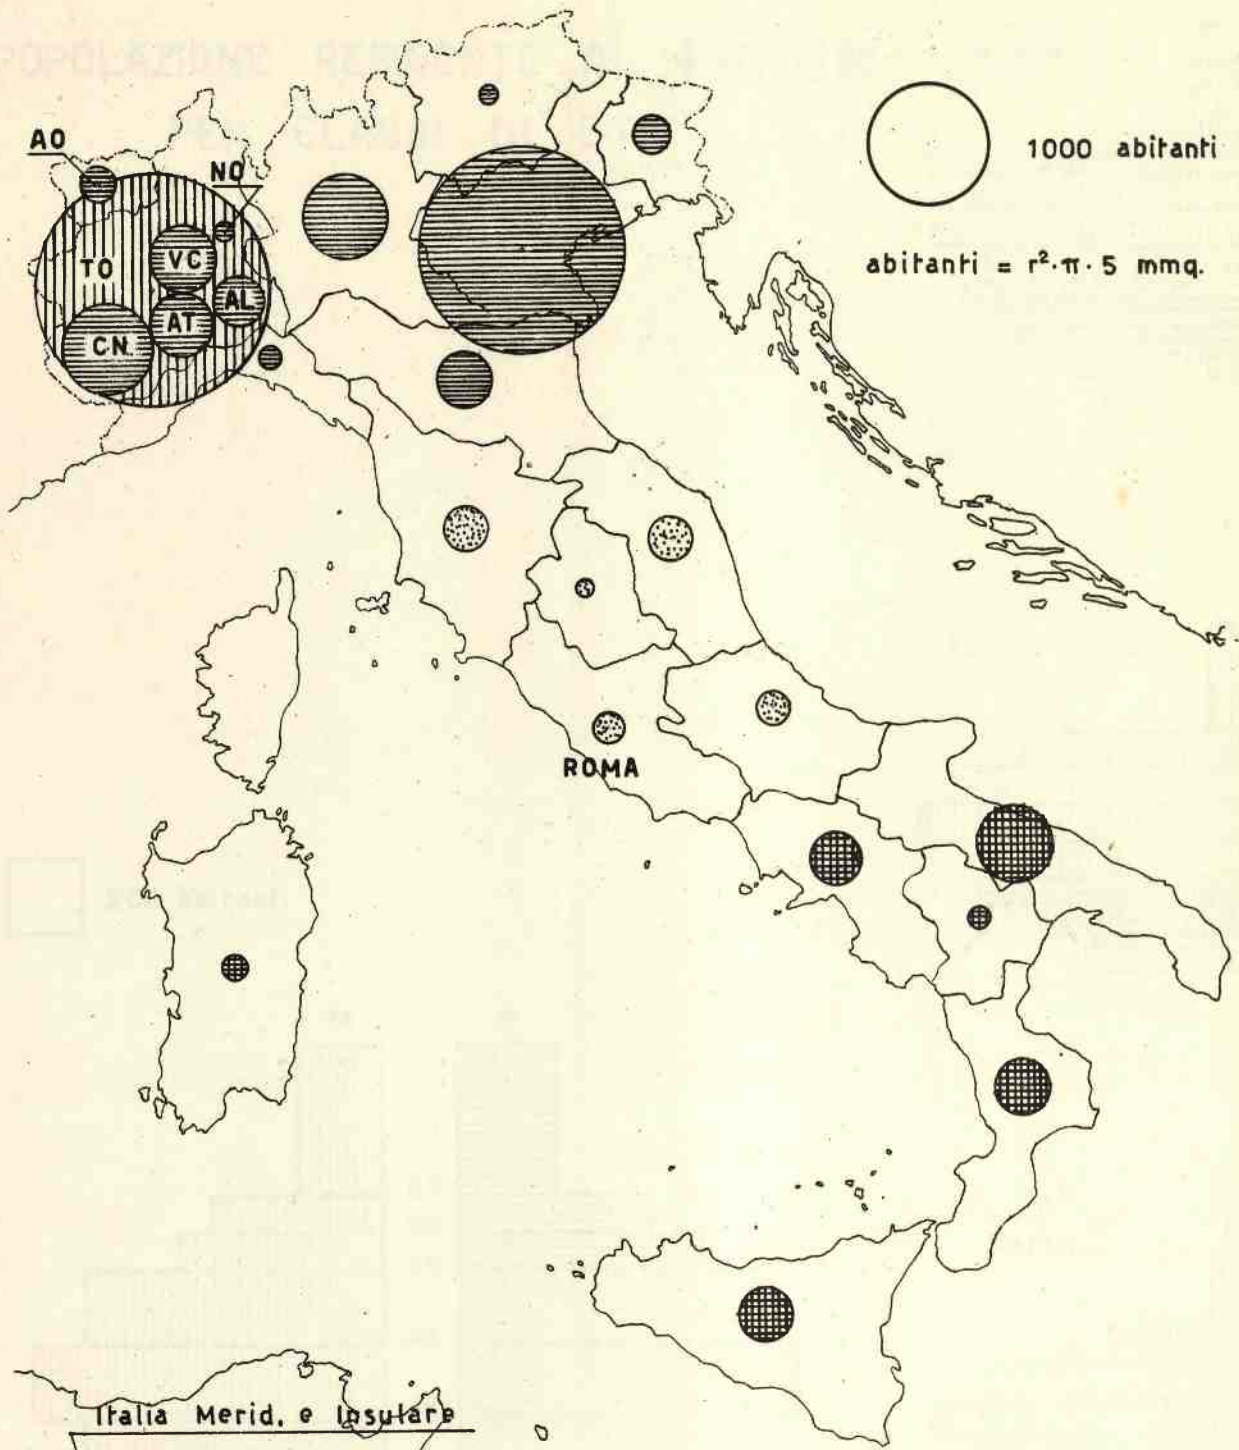 AO
NO
1000 abitanti
abitanti = r²·π·5 mmq.
TO
VC
AL
AT
CN
ROMA
Italia Merid. e Insulare